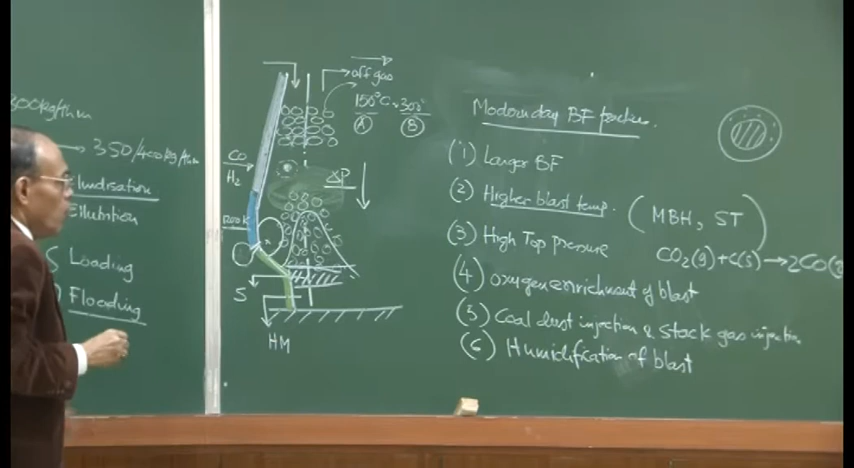 300kg/thm
350/400kg/thm
Fluidisation
Elutrition
Loading
Flooding
off gas
150°C - 300°
A
B
CO
H₂
ΔP
S
HM
Modern day BF practice.
(1) Larger BF
(2) Higher blast temp. (MBH, ST)
(3) High Top pressure
CO₂(g)+C(s)→2CO(g
(4) oxygen enrichment of blast
(5) Coal dust injection & stack gas injection
(6) Humidification of blast